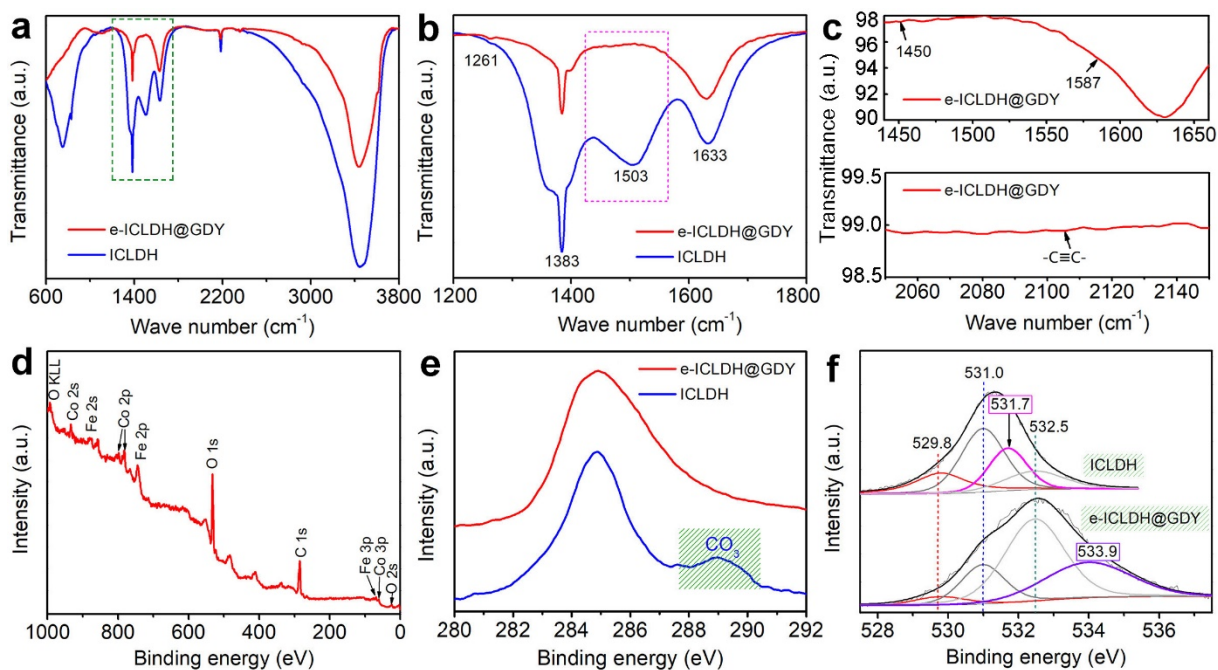 a
Transmittance (a.u.)
e-ICLDH@GDY
ICLDH
600 1400 2200 3000 3800
Wave number (cm⁻¹)
b
Transmittance (a.u.)
1261
1503
1633
1383
e-ICLDH@GDY
ICLDH
1200 1400 1600 1800
Wave number (cm⁻¹)
c
Transmittance (a.u.)
98
96
94
92
90
1450
1587
e-ICLDH@GDY
1450 1500 1550 1600 1650
99.5
99.0
98.5
e-ICLDH@GDY
-C≡C-
2060 2080 2100 2120 2140
Wave number (cm⁻¹)
d
Intensity (a.u.)
O KLL
Co 2s
Fe 2s
Co 2p
Fe 2p
O 1s
C 1s
Fe 3p
Co 3p
O 2s
1000 800 600 400 200 0
Binding energy (eV)
e
Intensity (a.u.)
e-ICLDH@GDY
ICLDH
CO₃
280 282 284 286 288 290 292
Binding energy (eV)
f
Intensity (a.u.)
531.0
531.7
532.5
529.8
ICLDH
e-ICLDH@GDY
533.9
528 530 532 534 536
Binding energy (eV)